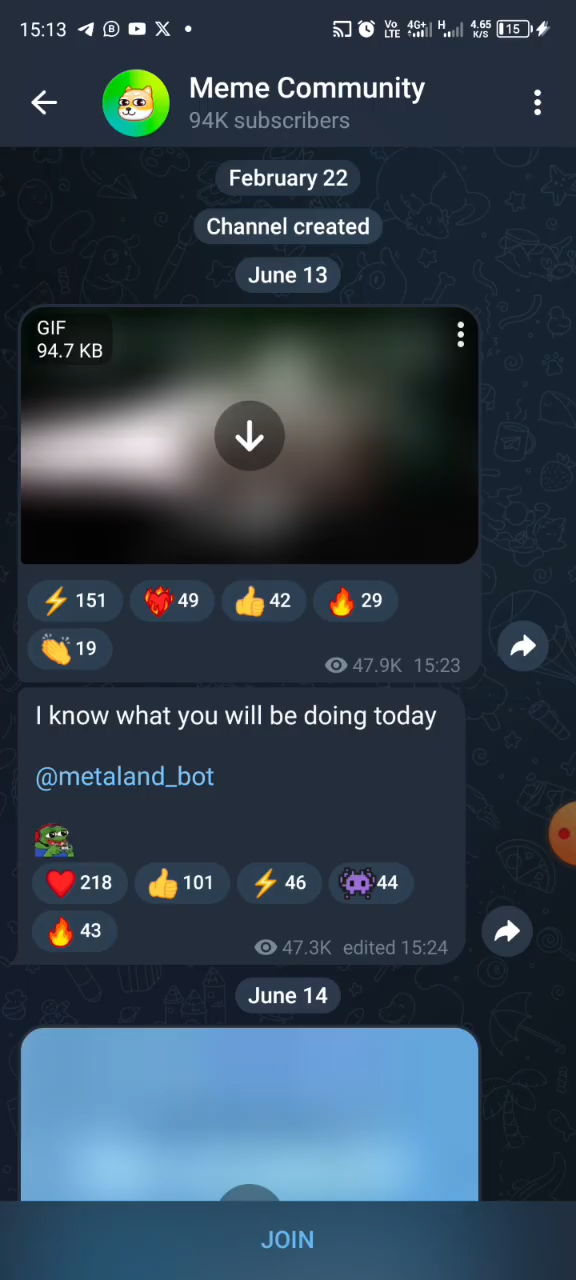 15:13
Vo LTE 4G+ H 4.65 K/S 15
Meme Community
94K subscribers
February 22
Channel created
June 13
GIF
94.7 KB
151 49 42 29
19
47.9K 15:23
I know what you will be doing today
@metaland_bot
218 101 46 44
43
47.3K edited 15:24
June 14
JOIN